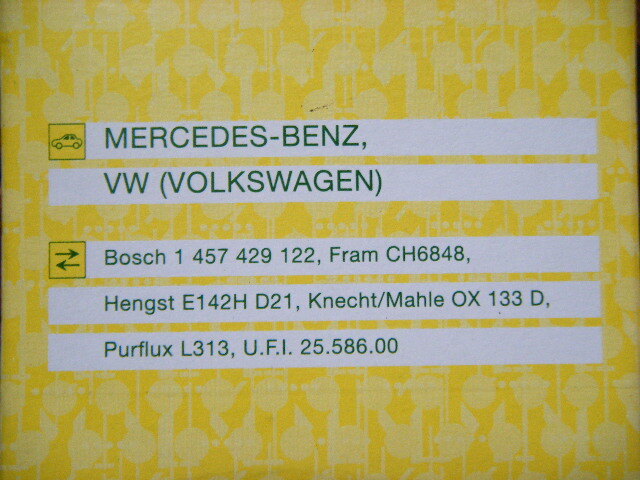 MERCEDES-BENZ,
VW (VOLKSWAGEN)
Bosch 1 457 429 122, Fram CH6848,
Hengst E142H D21, Knecht/Mahle OX 133 D,
Purflux L313, U.F.I. 25.586.00